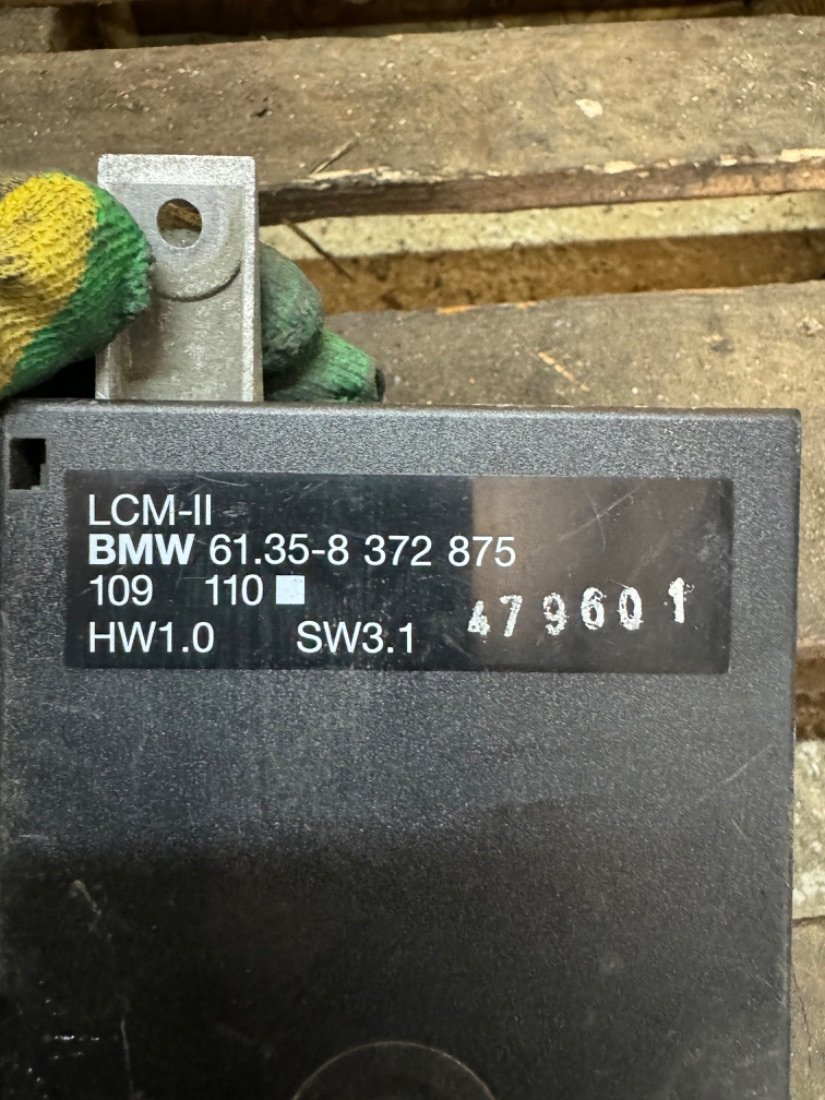 LCM-II
BMW 61.35-8 372 875
109 110
HW1.0 SW3.1 479601